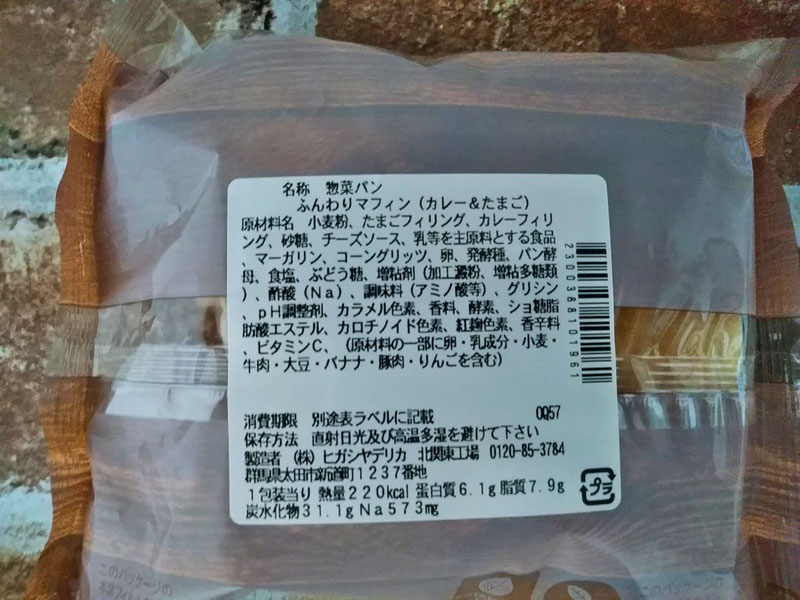 名称 惣菜パン
ふんわりマフィン(カレー&たまご)
原材料名 小麦粉、たまごフィリング、カレーフィリ
ング、砂糖、チーズソース、乳等を主原料とする食品
、マーガリン、コーングリッツ、卵、発酵種、パン酵
母、食塩、ぶどう糖、増粘剤(加工澱粉、増粘多糖類
)、酢酸(Na)、調味料(アミノ酸等)、グリシン
、pH調整剤、カラメル色素、香料、酵素、ショ糖脂
肪酸エステル、カロチノイド色素、紅麹色素、香辛料
、ビタミンC、(原材料の一部に卵・乳成分・小麦・
牛肉・大豆・バナナ・豚肉・りんごを含む)
2300388101961
消費期限 別途表ラベルに記載 0Q57
保存方法 直射日光及び高温多湿を避けて下さい
製造者 (株)ヒガシヤデリカ 北関東工場 0120-85-3784
群馬県太田市新道町1237番地
1包装当り 熱量220kcal 蛋白質6.1g 脂質7.9g
炭水化物31.1g Na573mg
プラ
このパッケージの